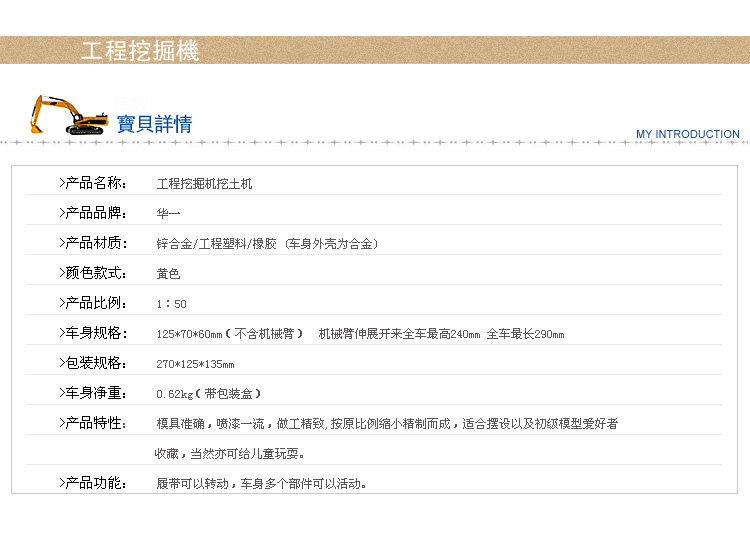 工程挖掘機
寶貝詳情
MY INTRODUCTION
>产品名称： 工程挖掘机挖土机
>产品品牌： 华一
>产品材质： 锌合金/工程塑料/橡胶 (车身外壳为合金)
>颜色款式： 黄色
>产品比例： 1：50
>车身规格： 125*70*60mm（不含机械臂） 机械臂伸展开来全车最高240mm 全车最长290mm
>包装规格： 270*125*135mm
>车身净重： 0.62kg（带包装盒）
>产品特性： 模具准确，喷漆一流，做工精致,按原比例缩小精制而成，适合摆设以及初级模型爱好者
收藏，当然亦可给儿童玩耍。
>产品功能： 履带可以转动，车身多个部件可以活动。